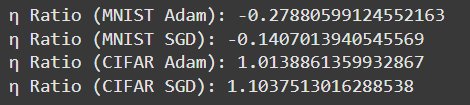 η Ratio (MNIST Adam): -0.27880599124552163
η Ratio (MNIST SGD): -0.1407013940545569
η Ratio (CIFAR Adam): 1.0138861359932867
η Ratio (CIFAR SGD): 1.1037513016288538